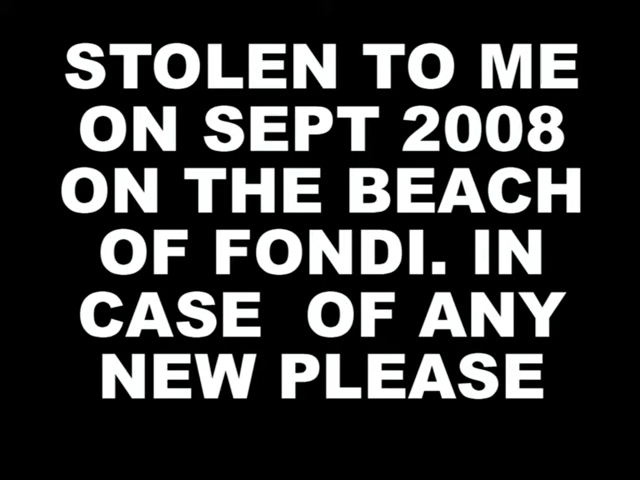 STOLEN TO ME
ON SEPT 2008
ON THE BEACH
OF FONDI. IN
CASE  OF ANY
NEW PLEASE